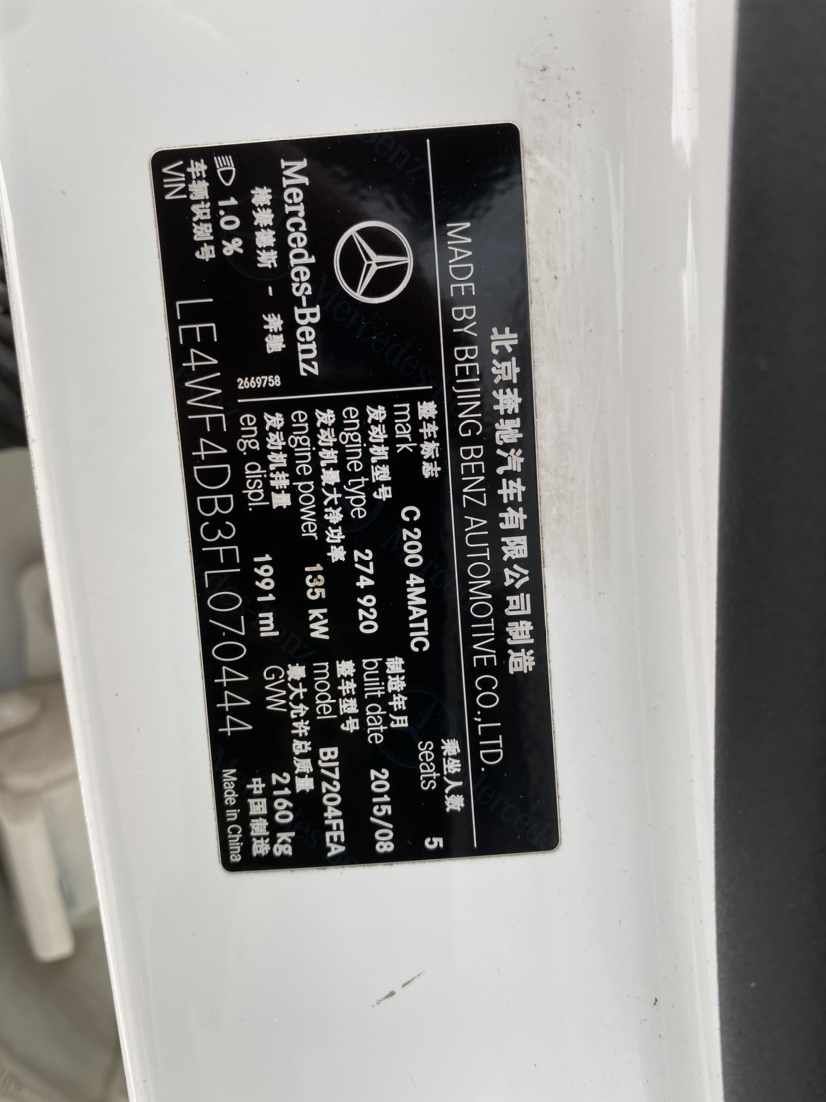 北京奔驰汽车有限公司制造
MADE BY BEIJING BENZ AUTOMOTIVE CO.,LTD.
Mercedes-Benz
梅赛德斯 - 奔驰
1.0 %
2669758
整车标志
mark C 200 4MATIC
乘坐人数
seats 5
发动机型号
engine type 274 920
制造年月
built date 2015/08
发动机最大净功率
engine power 135 kW
整车型号
model BJ7204FEA
发动机排量
eng. displ. 1991 ml
最大允许总质量
GVW 2160 kg
车辆识别号
VIN LE4WF4DB3FL070444
中国制造
Made in China